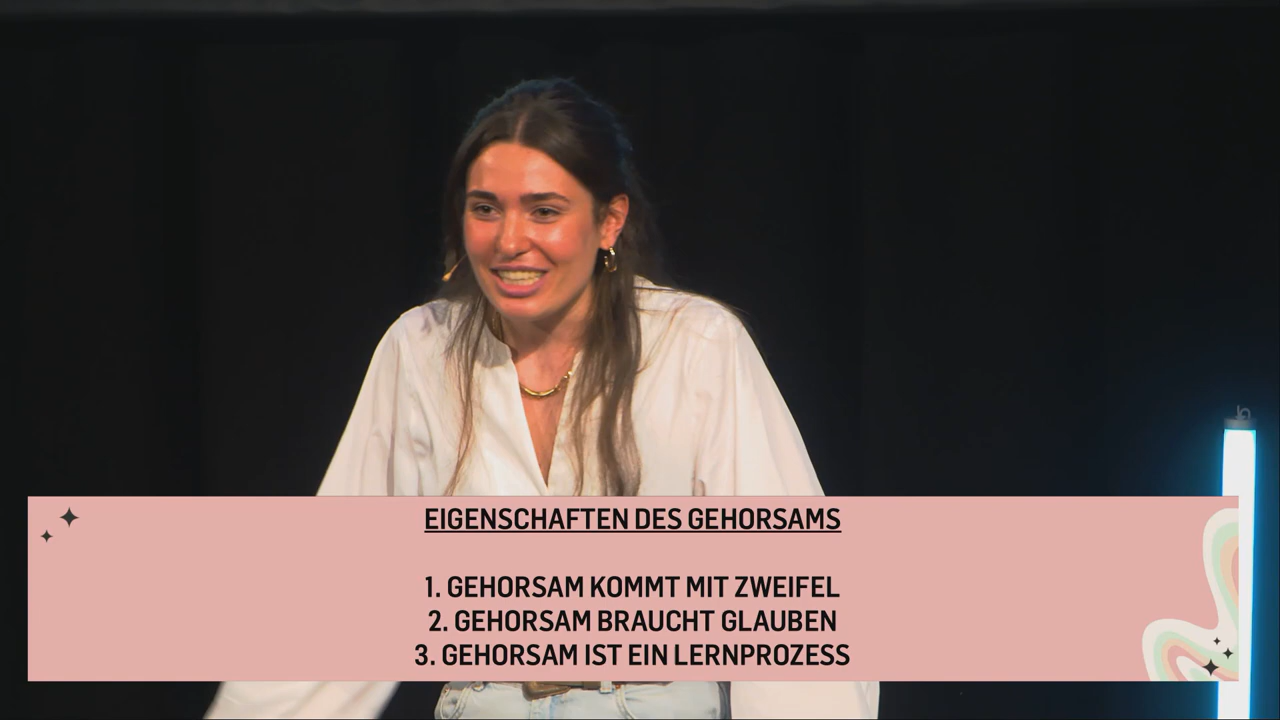 EIGENSCHAFTEN DES GEHORSAMS
1. GEHORSAM KOMMT MIT ZWEIFEL
2. GEHORSAM BRAUCHT GLAUBEN
3. GEHORSAM IST EIN LERNPROZESS